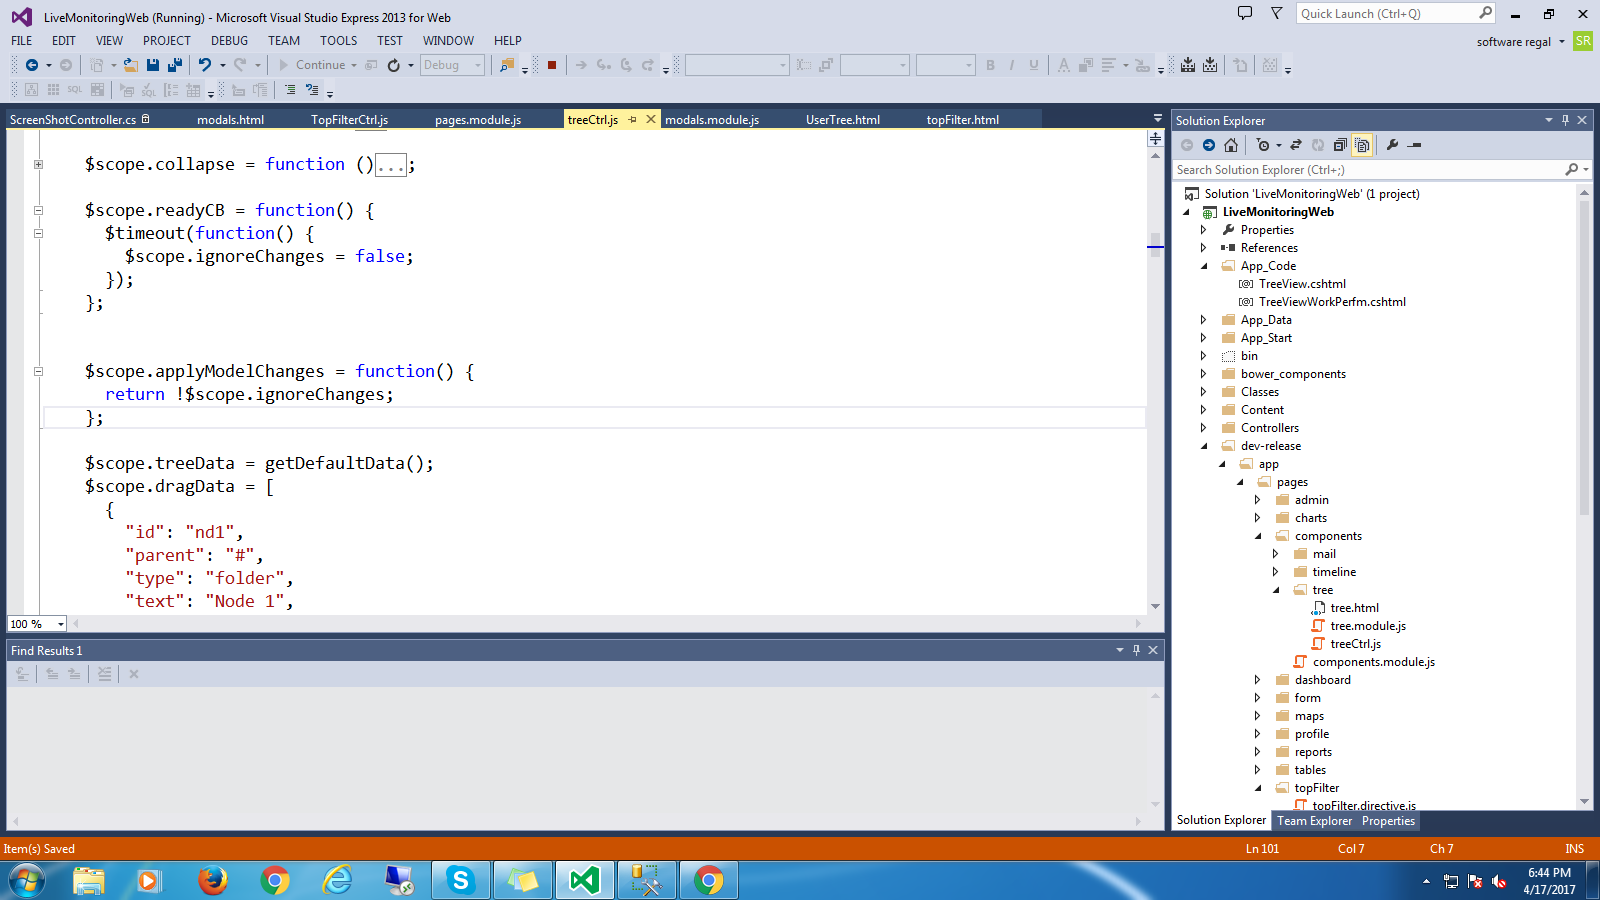 LiveMonitoringWeb (Running) - Microsoft Visual Studio Express 2013 for Web
Quick Launch (Ctrl+Q)
FILE EDIT VIEW PROJECT DEBUG TEAM TOOLS TEST WINDOW HELP
software regal SR
Continue Debug
B I U A
SQL SQL
ScreenShotController.cs modals.html TopFilterCtrl.js pages.module.js treeCtrl.js modals.module.js UserTree.html topFilter.html
$scope.collapse = function ()...;
$scope.readyCB = function() {
$timeout(function() {
$scope.ignoreChanges = false;
});
};
$scope.applyModelChanges = function() {
return !$scope.ignoreChanges;
};
$scope.treeData = getDefaultData();
$scope.dragData = [
{
"id": "nd1",
"parent": "#",
"type": "folder",
"text": "Node 1",
100 %
Find Results 1
Solution Explorer
Search Solution Explorer (Ctrl+;)
Solution 'LiveMonitoringWeb' (1 project)
LiveMonitoringWeb
Properties
References
App_Code
TreeView.cshtml
TreeViewWorkPerfm.cshtml
App_Data
App_Start
bin
bower_components
Classes
Content
Controllers
dev-release
app
pages
admin
charts
components
mail
timeline
tree
tree.html
tree.module.js
treeCtrl.js
components.module.js
dashboard
form
maps
profile
reports
tables
topFilter
topFilter.directive.js
Solution Explorer Team Explorer Properties
Item(s) Saved Ln 101 Col 7 Ch 7 INS
6:44 PM
4/17/2017